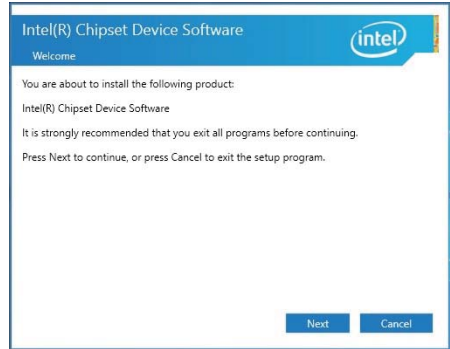 Intel(R) Chipset Device Software
intel
Welcome
You are about to install the following product:
Intel(R) Chipset Device Software
It is strongly recommended that you exit all programs before continuing.
Press Next to continue, or press Cancel to exit the setup program.
Next
Cancel